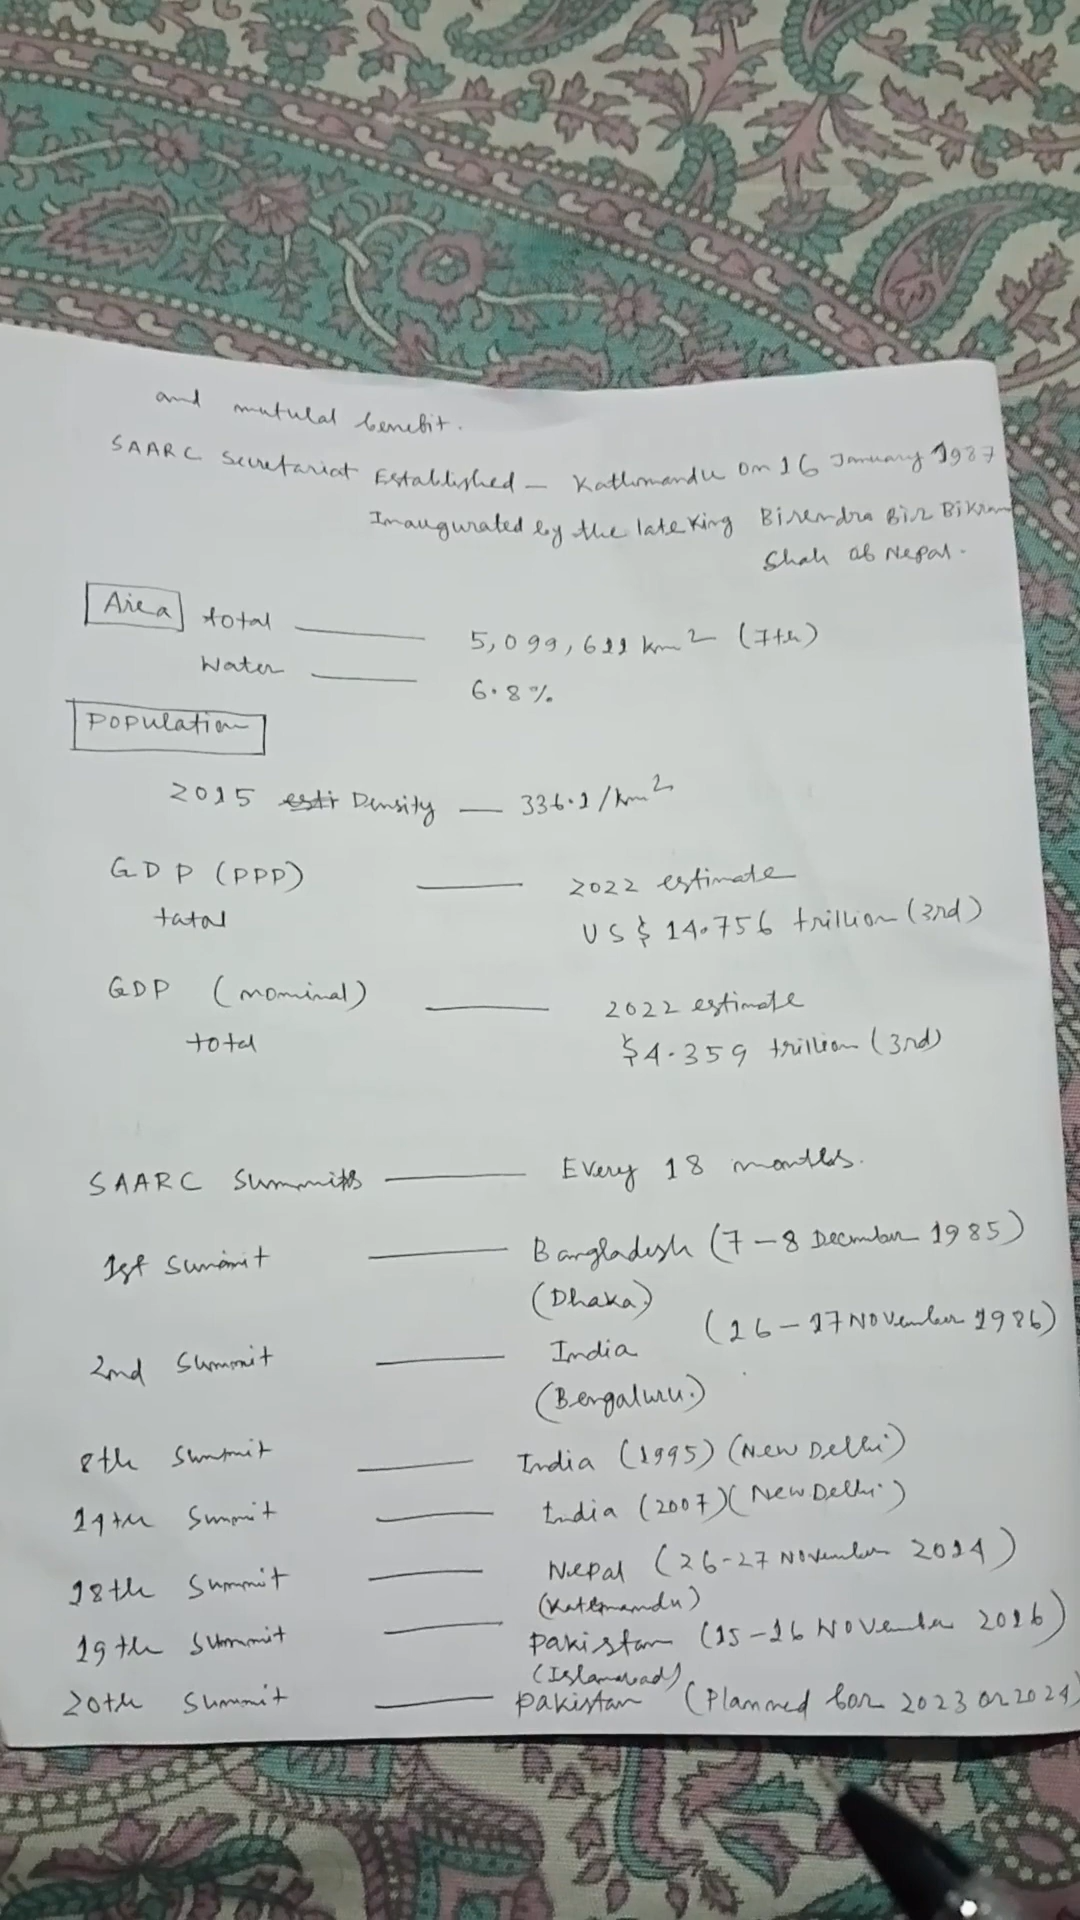 and mutulal benefit.
SAARC Secretariat Established — Kathmandu on 16 January 1987
Inaugurated by the late King Birendra Bir Bikram
Shah of Nepal.
Area total — 5,099,611 km2 (7th)
Water — 6.8%
Population
2015 esti Density — 336.1/km2
GDP (PPP) — 2022 estimate
tatal US $ 14.756 trillion (3rd)
GDP (nominal) — 2022 estimate
total $4.359 trillion (3rd)
SAARC Summits — Every 18 months.
1st Summit — Bangladesh (7-8 December 1985)
(Dhaka)
2nd Summit — India (16-17 November 1986)
(Bengaluru.)
8th Summit — India (1995) (New Delhi)
14th Summit — India (2007) (New Delhi)
18th Summit — Nepal (26-27 November 2014)
(Katmandu)
19th Summit — Pakistan (15-16 November 2016)
(Islamabad)
20th Summit — Pakistan (Planned for 2023 or 2024)